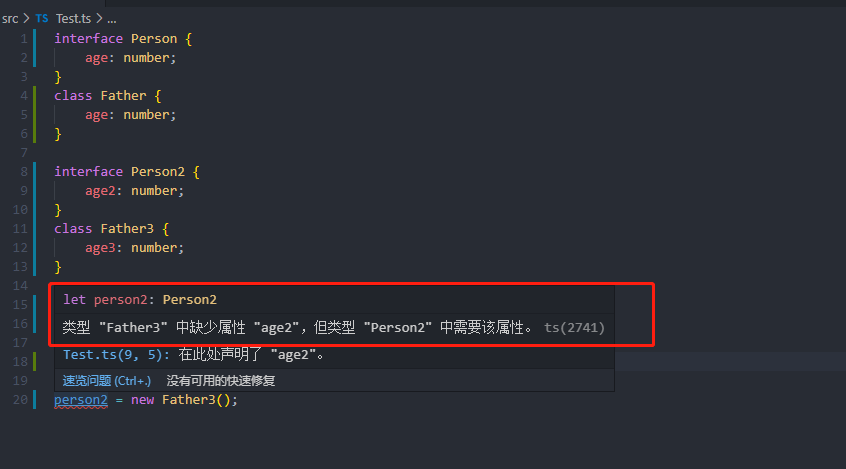 src > TS Test.ts > ...
1 interface Person {
2 age: number;
3 }
4 class Father {
5 age: number;
6 }
7
8 interface Person2 {
9 age2: number;
10 }
11 class Father3 {
12 age3: number;
13 }
14
15 let person2: Person2
16 类型 "Father3" 中缺少属性 "age2"，但类型 "Person2" 中需要该属性。 ts(2741)
17
18 Test.ts(9, 5): 在此处声明了 "age2"。
19 速览问题 (Ctrl+.) 没有可用的快速修复
20 person2 = new Father3();